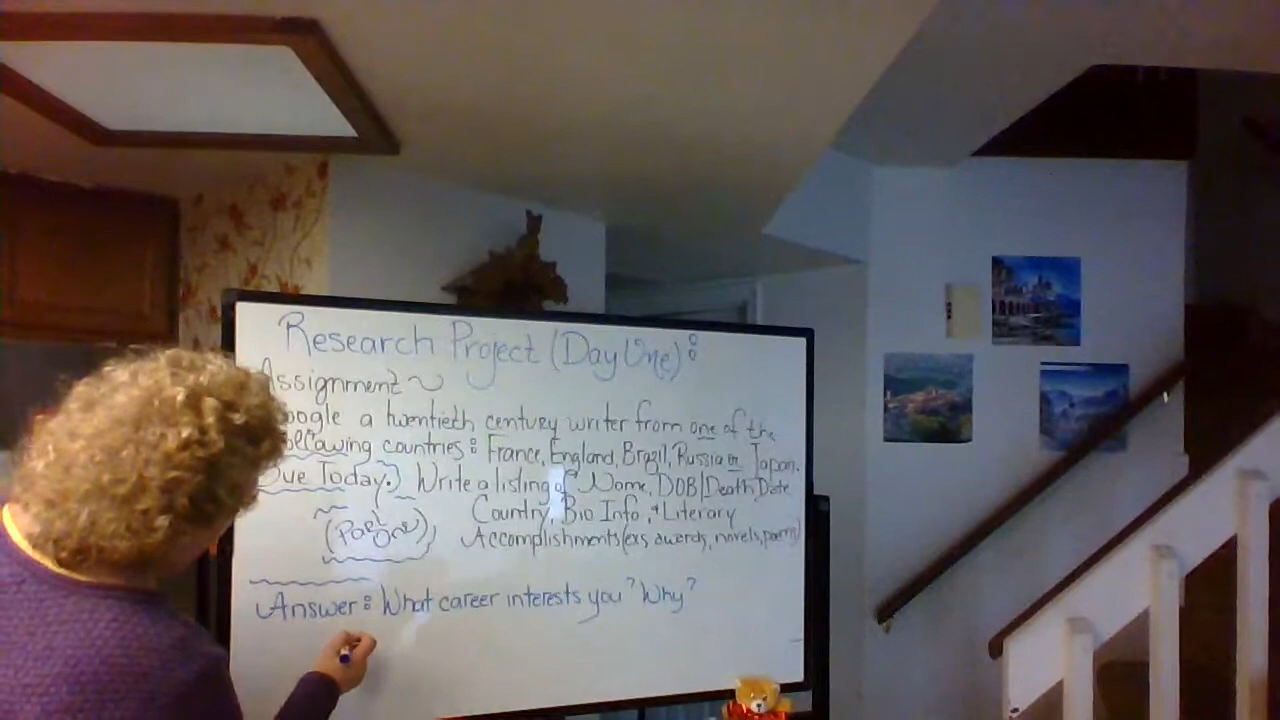 Research Project (Day One):
Assignment ~
oogle a twentieth century writer from one of the
ollowing countries: France, England, Brazil, Russia or Japan.
Due Today:) Write a listing of Name, DOB/Death Date
Country, Bio Info, & Literary
(Part One) Accomplishments (exs, awards, novels, poem)
Answer: What career interests you? Why?